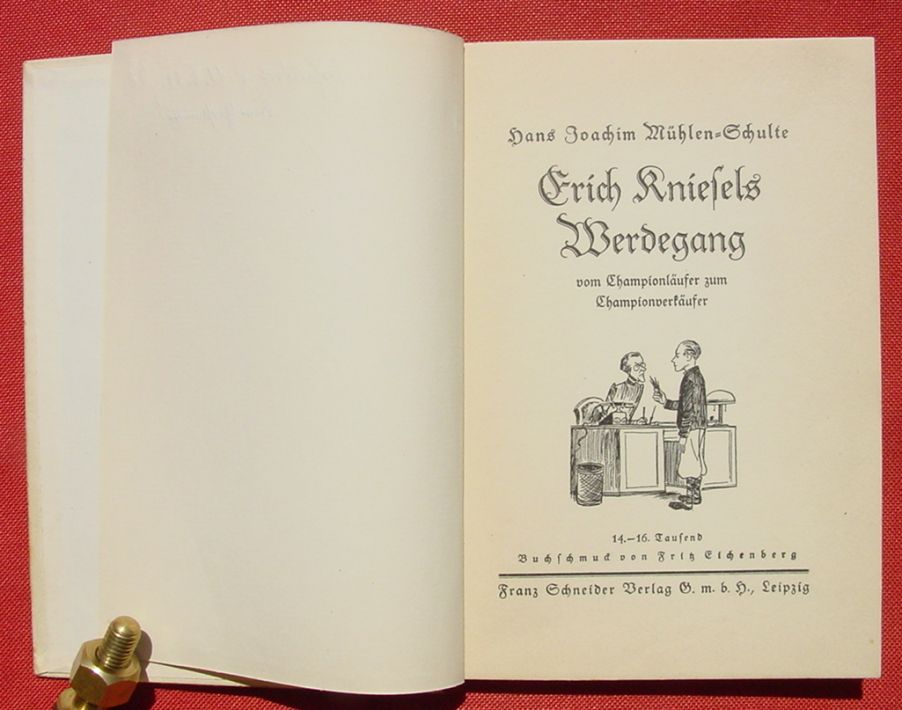 Hans Joachim Mühlen-Schulte
Erich Kniesels
Werdegang
vom Championläufer zum
Championverkäufer
14.–16. Tausend
Buchschmuck von Fritz Eichenberg
Franz Schneider Verlag G. m. b. H., Leipzig